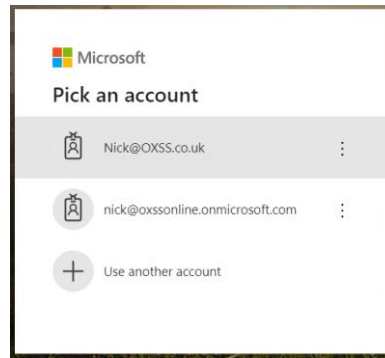 Microsoft
Pick an account
Nick@OXSS.co.uk
nick@oxssonline.onmicrosoft.com
Use another account